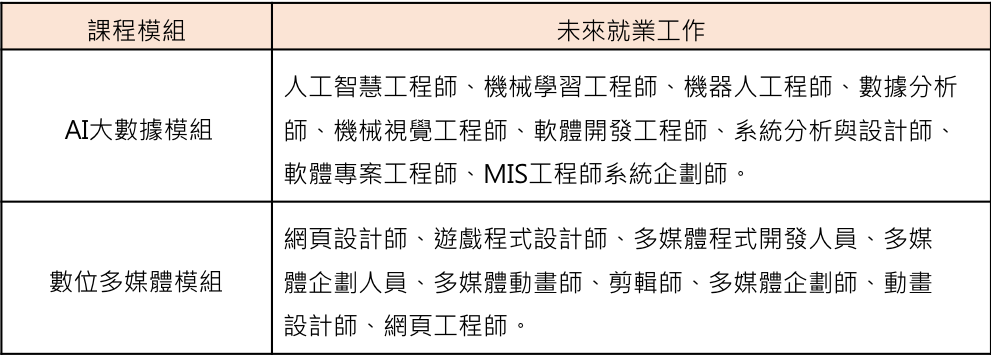 課程模組
未來就業工作
AI大數據模組
人工智慧工程師、機械學習工程師、機器人工程師、數據分析
師、機械視覺工程師、軟體開發工程師、系統分析與設計師、
軟體專案工程師、MIS工程師系統企劃師。
數位多媒體模組
網頁設計師、遊戲程式設計師、多媒體程式開發人員、多媒
體企劃人員、多媒體動畫師、剪輯師、多媒體企劃師、動畫
設計師、網頁工程師。